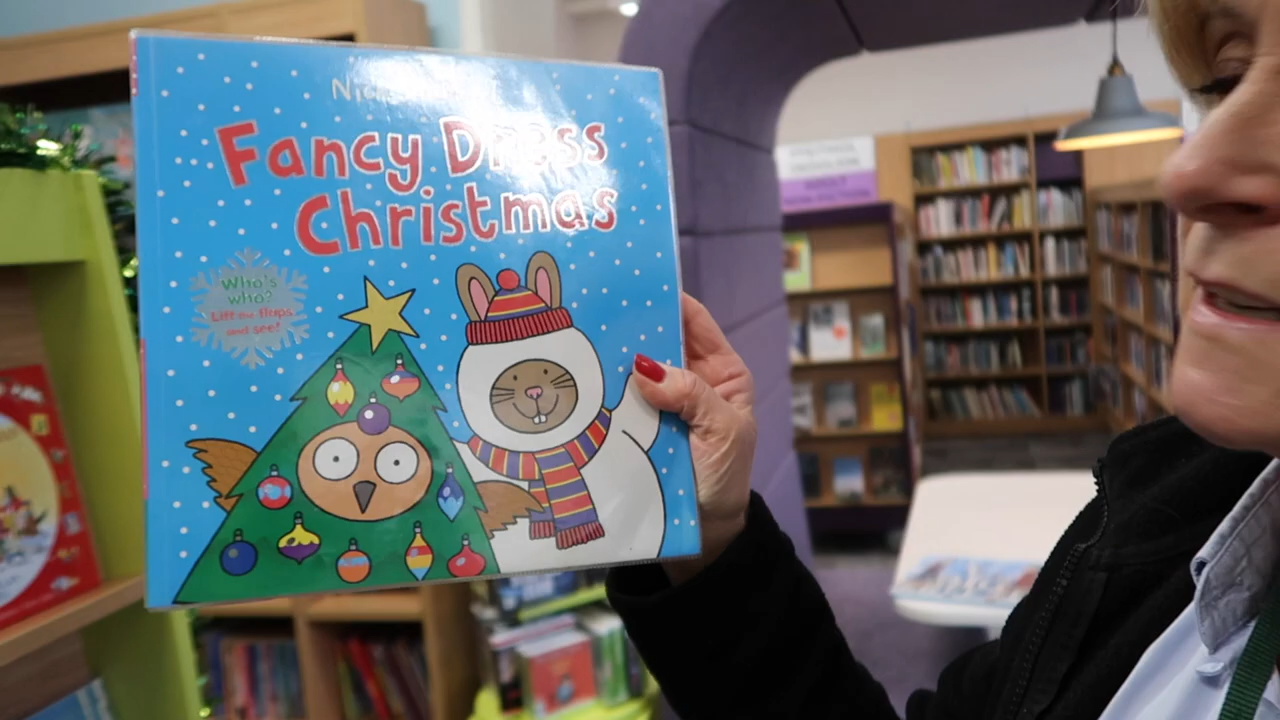 Fancy Dress
Christmas
Who's
who?
Lift the flaps
and see!